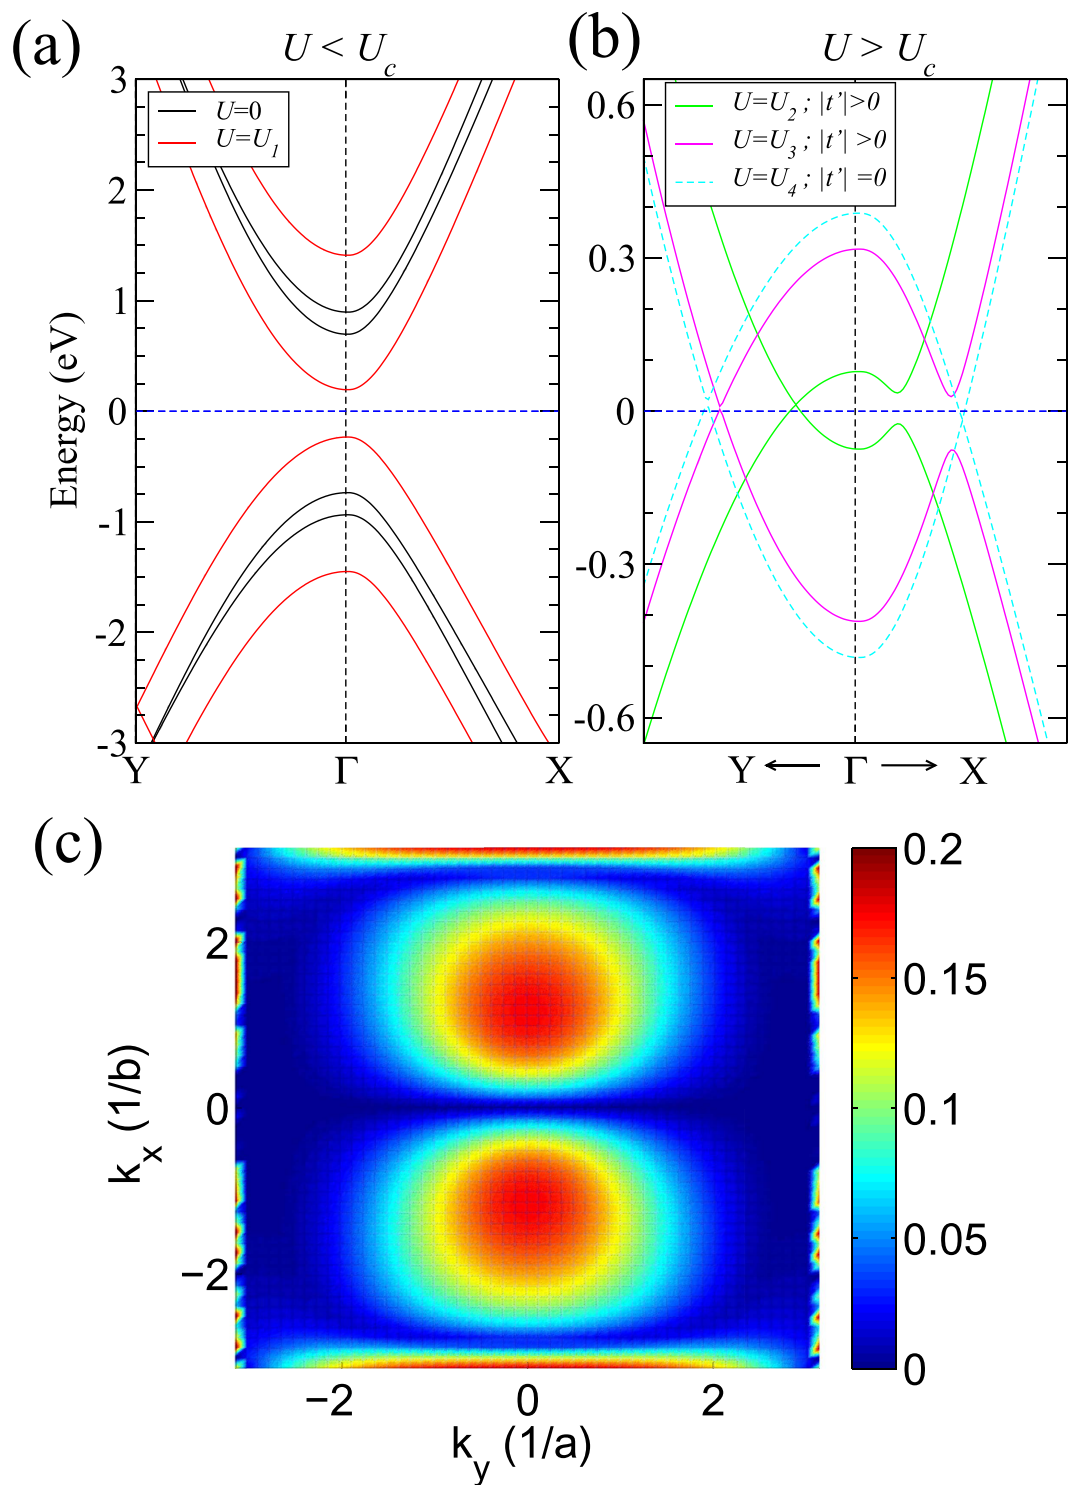 (a)
U < U_c
(b)
U > U_c
U=0
U=U_1
U=U_2 ; |t'|>0
U=U_3 ; |t'| >0
U=U_4 ; |t'| =0
Energy (eV)
3
2
1
0
-1
-2
-3
Y
Γ
X
0.6
0.3
0
-0.3
-0.6
Y
Γ
X
(c)
k_x (1/b)
2
0
−2
−2
0
2
k_y (1/a)
0.2
0.15
0.1
0.05
0